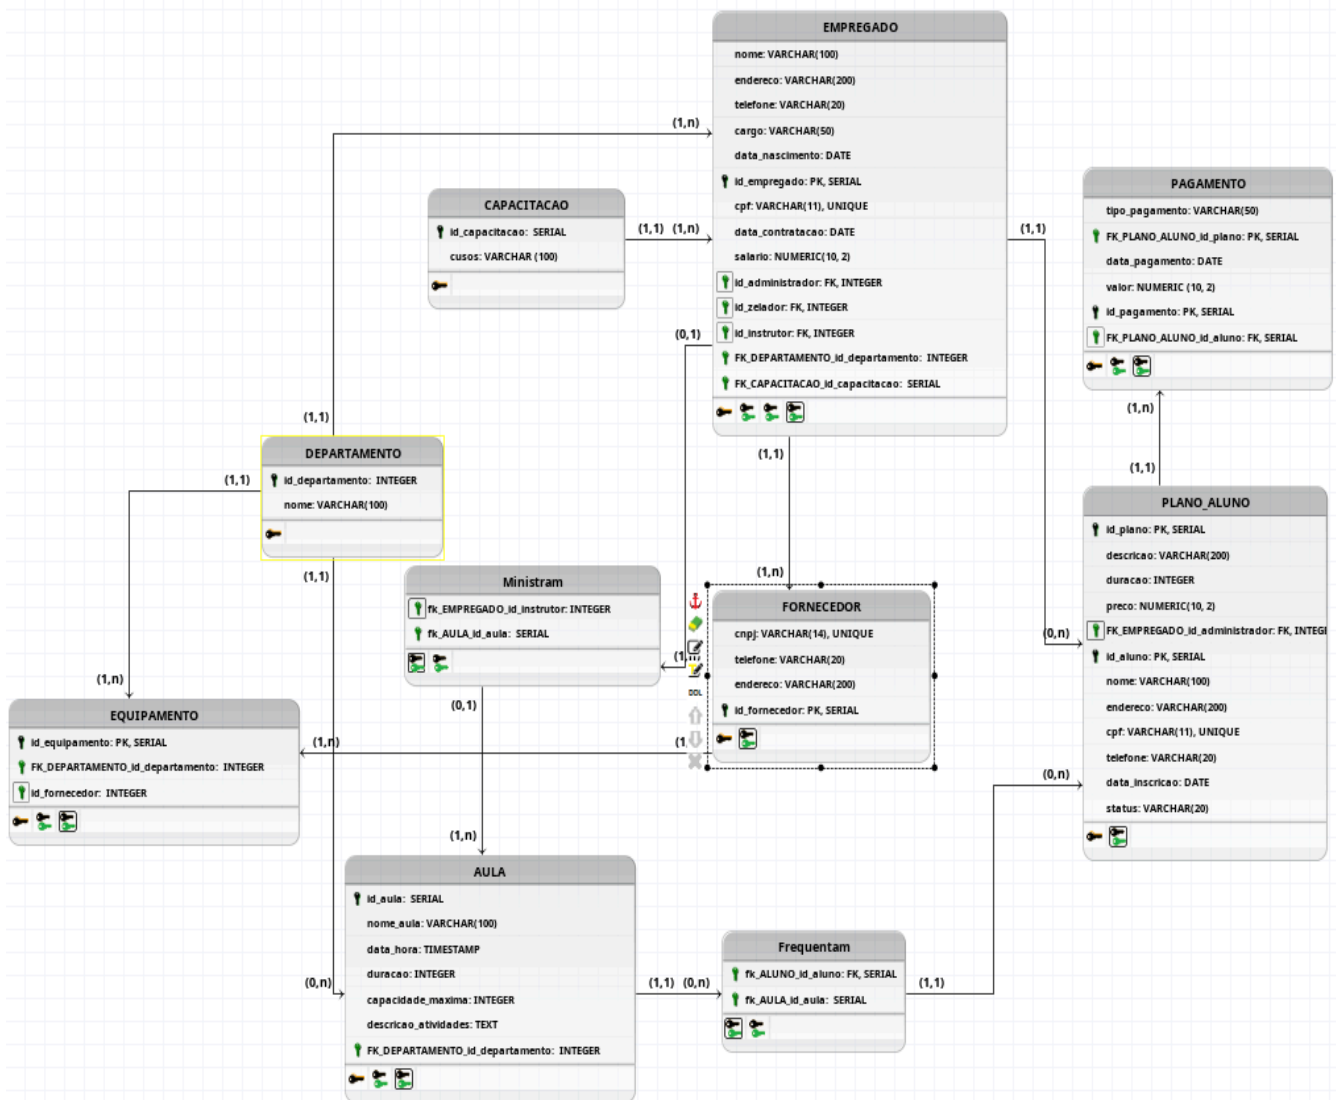 EMPREGADO
nome: VARCHAR(100)
endereco: VARCHAR(200)
telefone: VARCHAR(20)
cargo: VARCHAR(50)
data_nascimento: DATE
id_empregado: PK, SERIAL
cpf: VARCHAR(11), UNIQUE
data_contratacao: DATE
salario: NUMERIC(10, 2)
id_administrador: FK, INTEGER
id_zelador: FK, INTEGER
id_instrutor: FK, INTEGER
FK_DEPARTAMENTO_id_departamento: INTEGER
FK_CAPACITACAO_id_capacitacao: SERIAL
(1,n)
CAPACITACAO
id_capacitacao: SERIAL
cusos: VARCHAR (100)
(1,1) (1,n)
(1,1)
(0,1)
PAGAMENTO
tipo_pagamento: VARCHAR(50)
FK_PLANO_ALUNO_id_plano: PK, SERIAL
data_pagamento: DATE
valor: NUMERIC (10, 2)
id_pagamento: PK, SERIAL
FK_PLANO_ALUNO_id_aluno: FK, SERIAL
(1,n)
(1,1)
(1,1)
DEPARTAMENTO
id_departamento: INTEGER
nome: VARCHAR(100)
(1,1)
(1,1)
(1,1)
(1,n)
PLANO_ALUNO
id_plano: PK, SERIAL
descricao: VARCHAR(200)
duracao: INTEGER
preco: NUMERIC(10, 2)
FK_EMPREGADO_id_administrador: FK, INTEGI
id_aluno: PK, SERIAL
nome: VARCHAR(100)
endereco: VARCHAR(200)
cpf: VARCHAR(11), UNIQUE
telefone: VARCHAR(20)
data_inscricao: DATE
status: VARCHAR(20)
(0,n)
(0,n)
Ministram
fk_EMPREGADO_id_instrutor: INTEGER
fk_AULA_id_aula: SERIAL
(1,
(0,1)
FORNECEDOR
cnpj: VARCHAR(14), UNIQUE
telefone: VARCHAR(20)
endereco: VARCHAR(200)
id_fornecedor: PK, SERIAL
DDL
(1,
(1,n)
(1,n)
EQUIPAMENTO
id_equipamento: PK, SERIAL
FK_DEPARTAMENTO_id_departamento: INTEGER
id_fornecedor: INTEGER
(1,n)
AULA
id_aula: SERIAL
nome_aula: VARCHAR(100)
data_hora: TIMESTAMP
duracao: INTEGER
capacidade_maxima: INTEGER
descricao_atividades: TEXT
FK_DEPARTAMENTO_id_departamento: INTEGER
(0,n)
(1,1) (0,n)
Frequentam
fk_ALUNO_id_aluno: FK, SERIAL
fk_AULA_id_aula: SERIAL
(1,1)